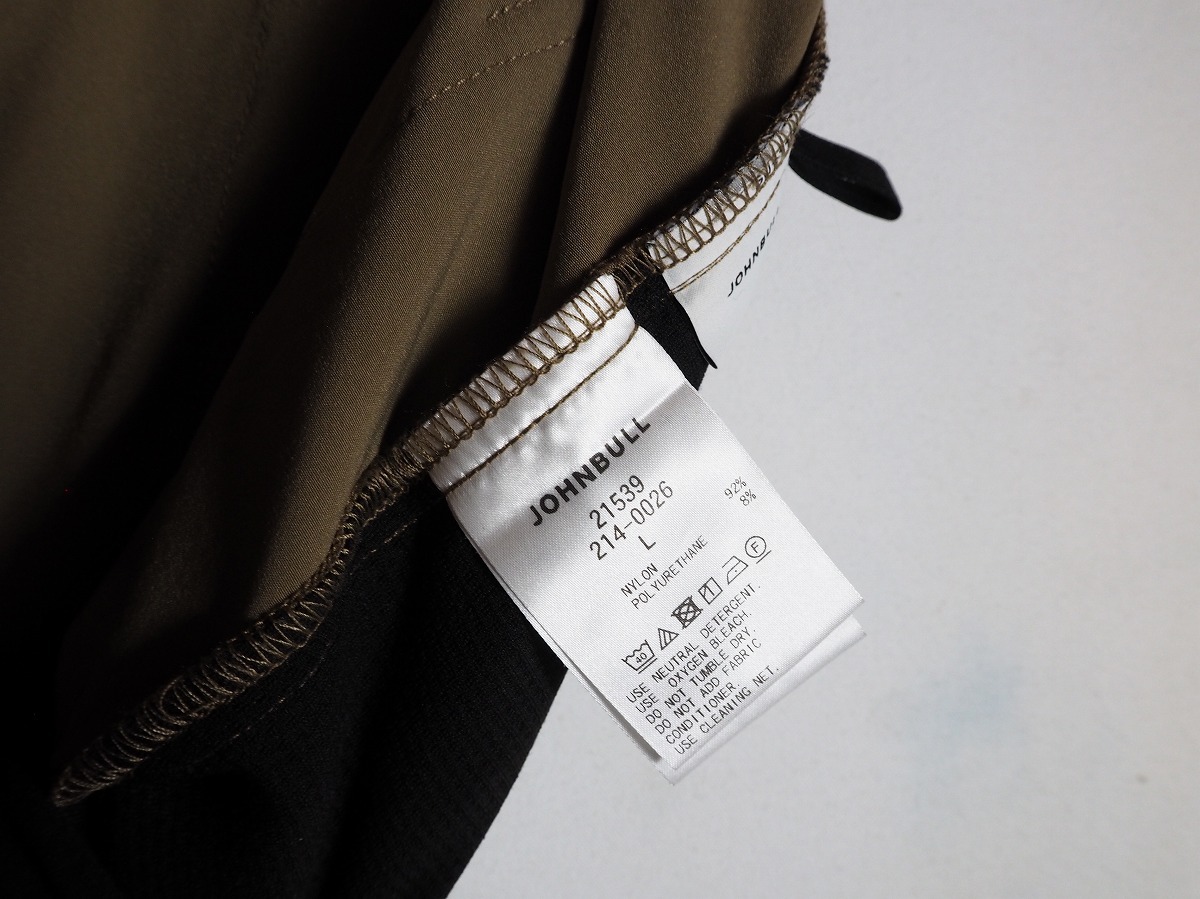 JOHNBULL
21539
214-0026
L
NYLON 92%
POLYURETHANE 8%
40
F
USE NEUTRAL DETERGENT.
USE OXYGEN BLEACH.
DO NOT TUMBLE DRY.
DO NOT ADD FABRIC
CONDITIONER.
USE CLEANING NET.
JOHNBU